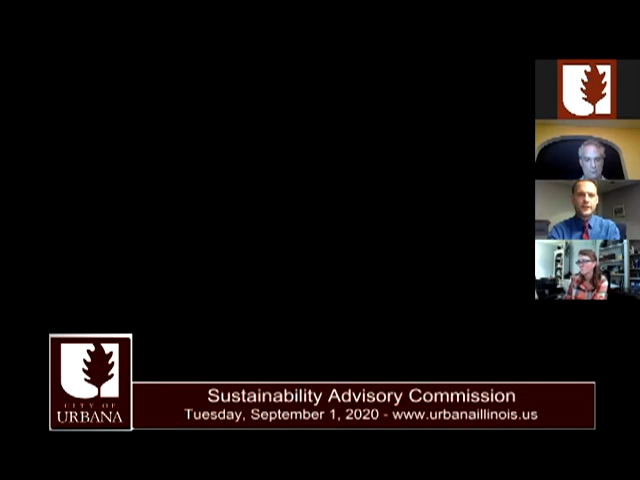 CITY OF
URBANA
Sustainability Advisory Commission
Tuesday, September 1, 2020 - www.urbanaillinois.us